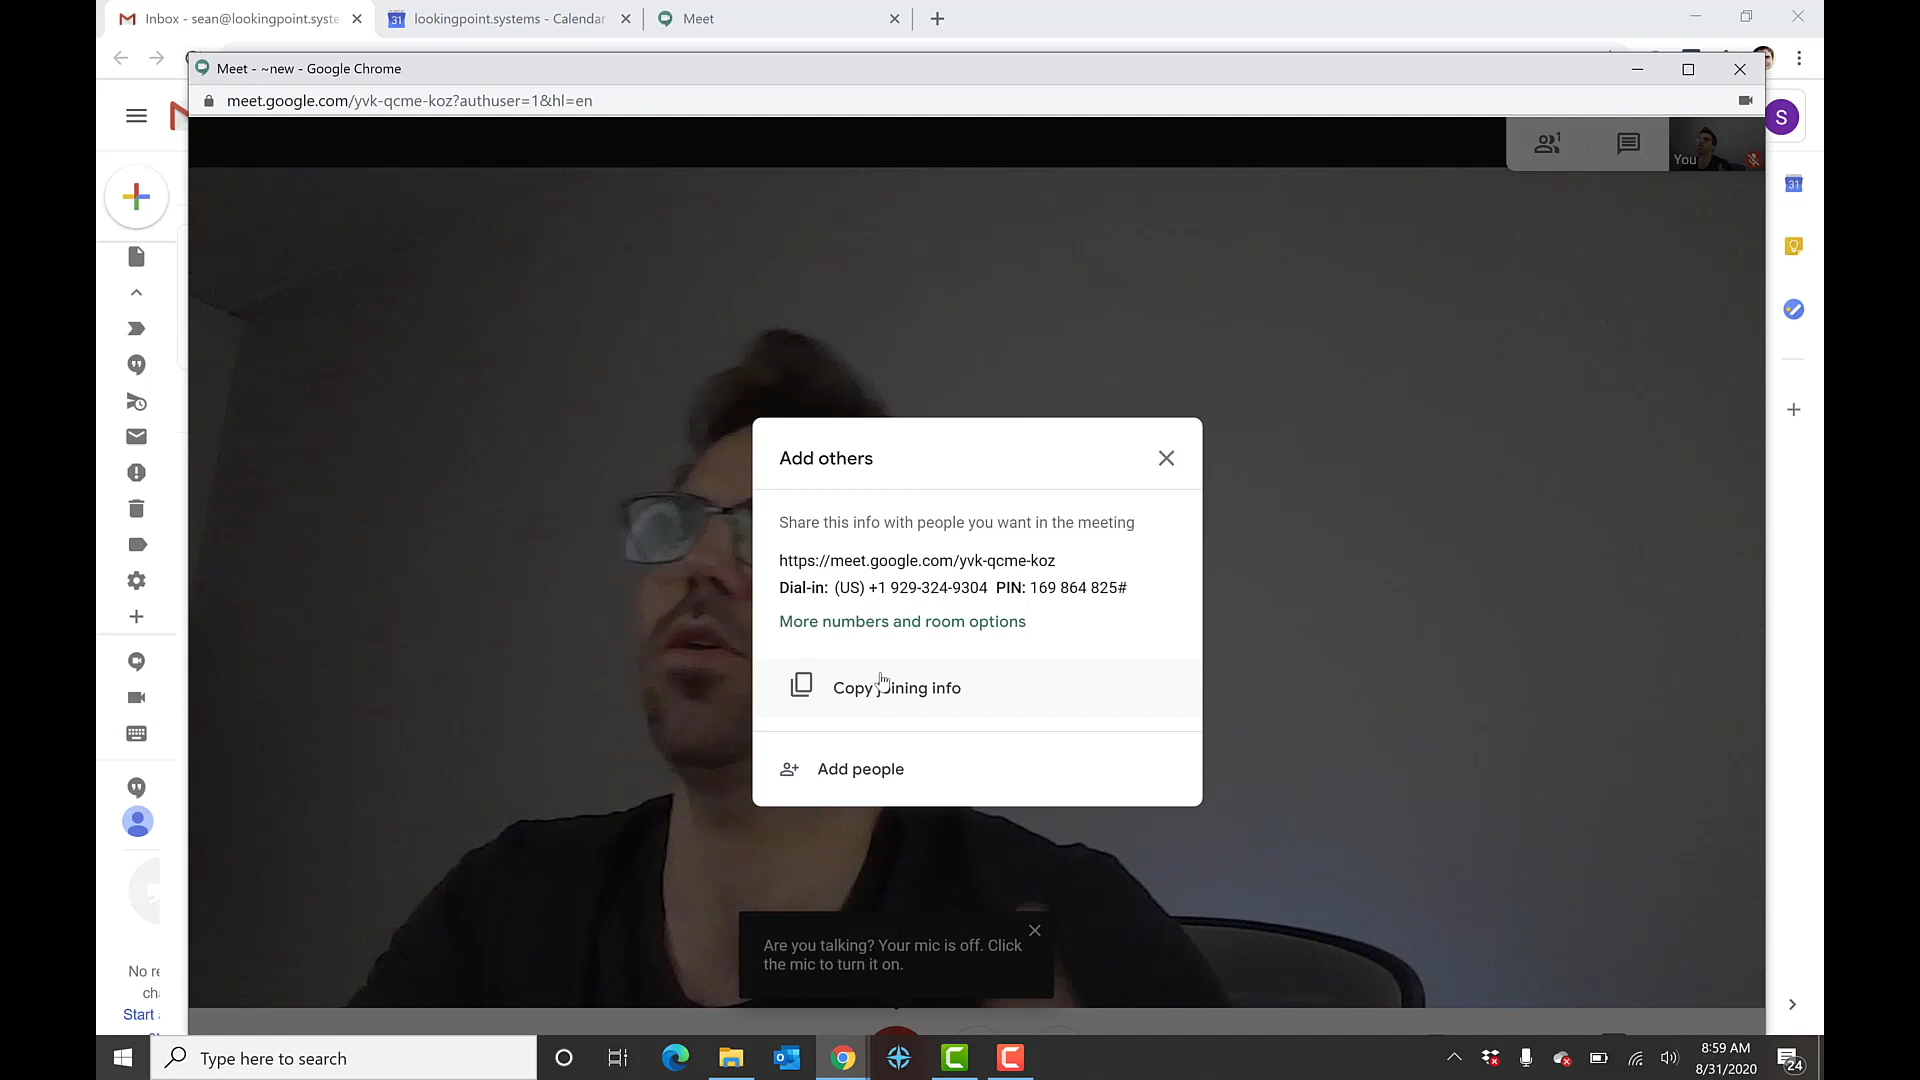 Inbox - sean@lookingpoint.syste
lookingpoint.systems - Calendar
Meet
Meet - ~new - Google Chrome
meet.google.com/yvk-qcme-koz?authuser=1&hl=en
S
1
You
31
31
Add others
Share this info with people you want in the meeting
https://meet.google.com/yvk-qcme-koz
Dial-in: (US) +1 929-324-9304 PIN: 169 864 825#
More numbers and room options
Copy joining info
Add people
Are you talking? Your mic is off. Click
the mic to turn it on.
No re
cha
Start
Type here to search
8:59 AM
8/31/2020
24